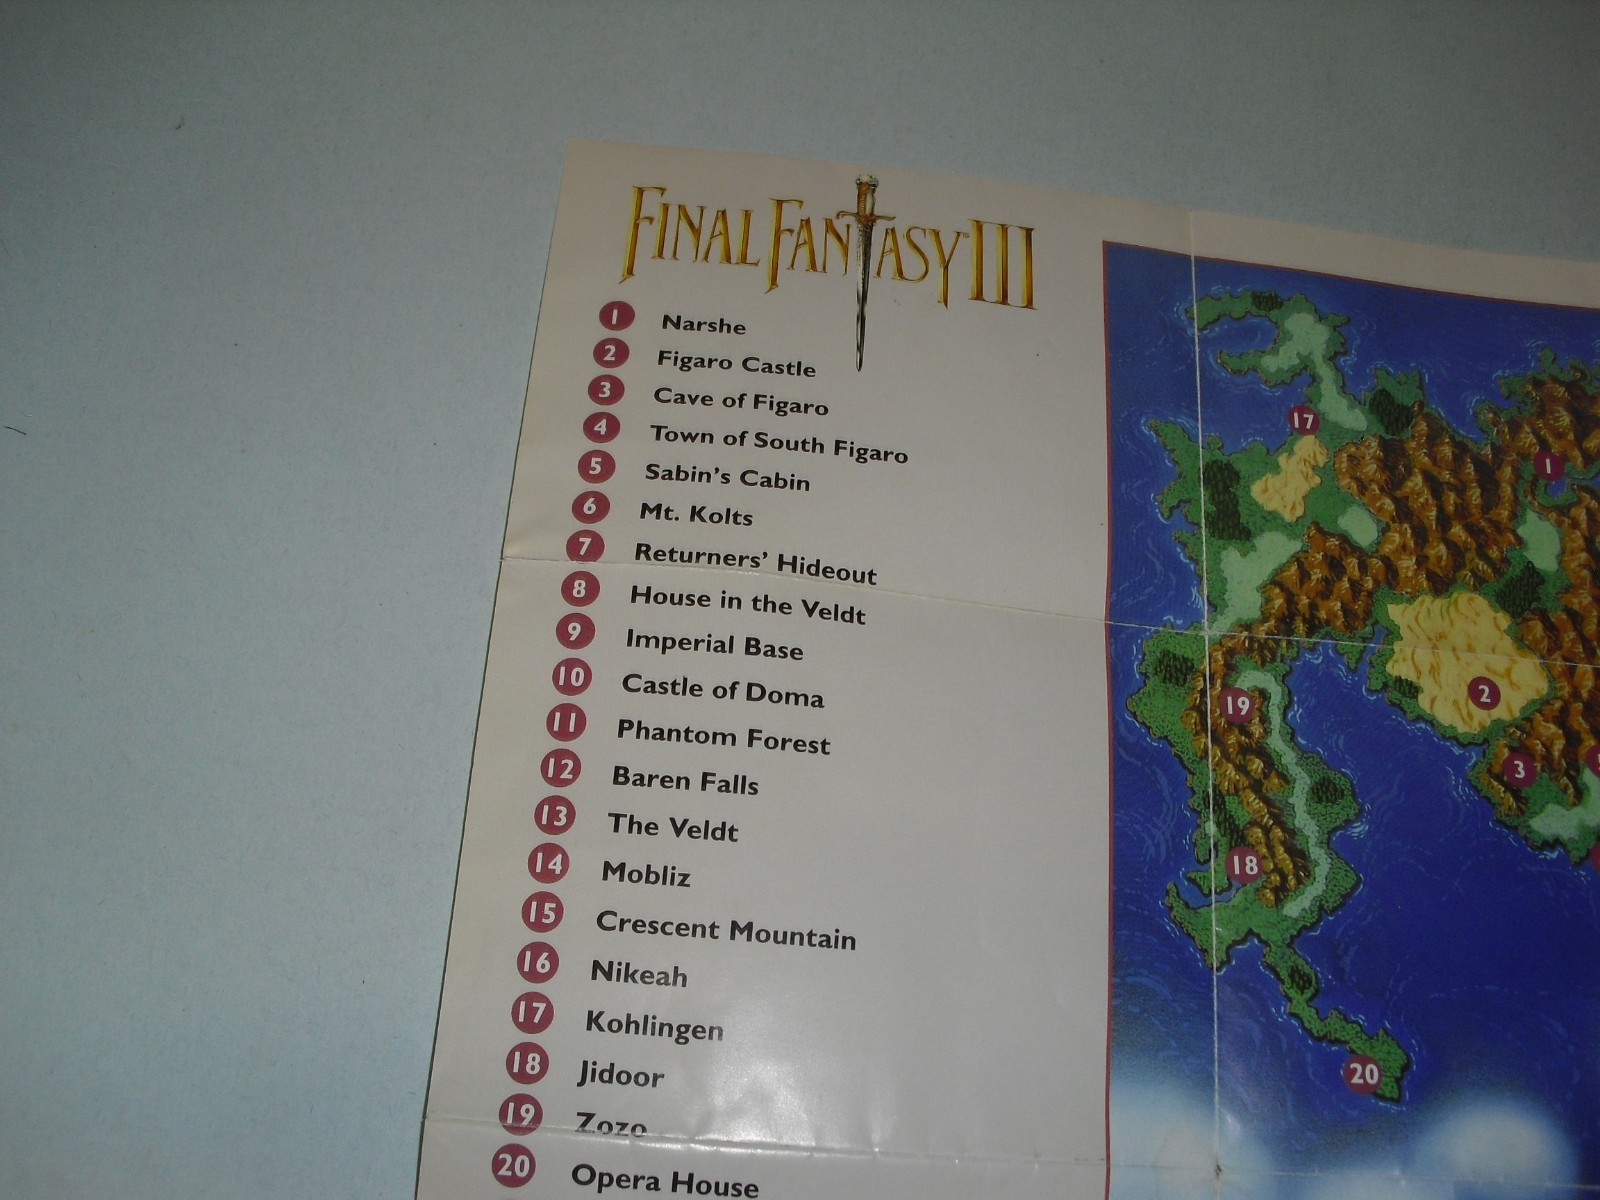 FINAL FANTASY III
1 Narshe
2 Figaro Castle
3 Cave of Figaro
4 Town of South Figaro
5 Sabin's Cabin
6 Mt. Kolts
7 Returners' Hideout
8 House in the Veldt
9 Imperial Base
10 Castle of Doma
11 Phantom Forest
12 Baren Falls
13 The Veldt
14 Mobliz
15 Crescent Mountain
16 Nikeah
17 Kohlingen
18 Jidoor
19 Zozo
20 Opera House
17
1
2
19
3
18
20